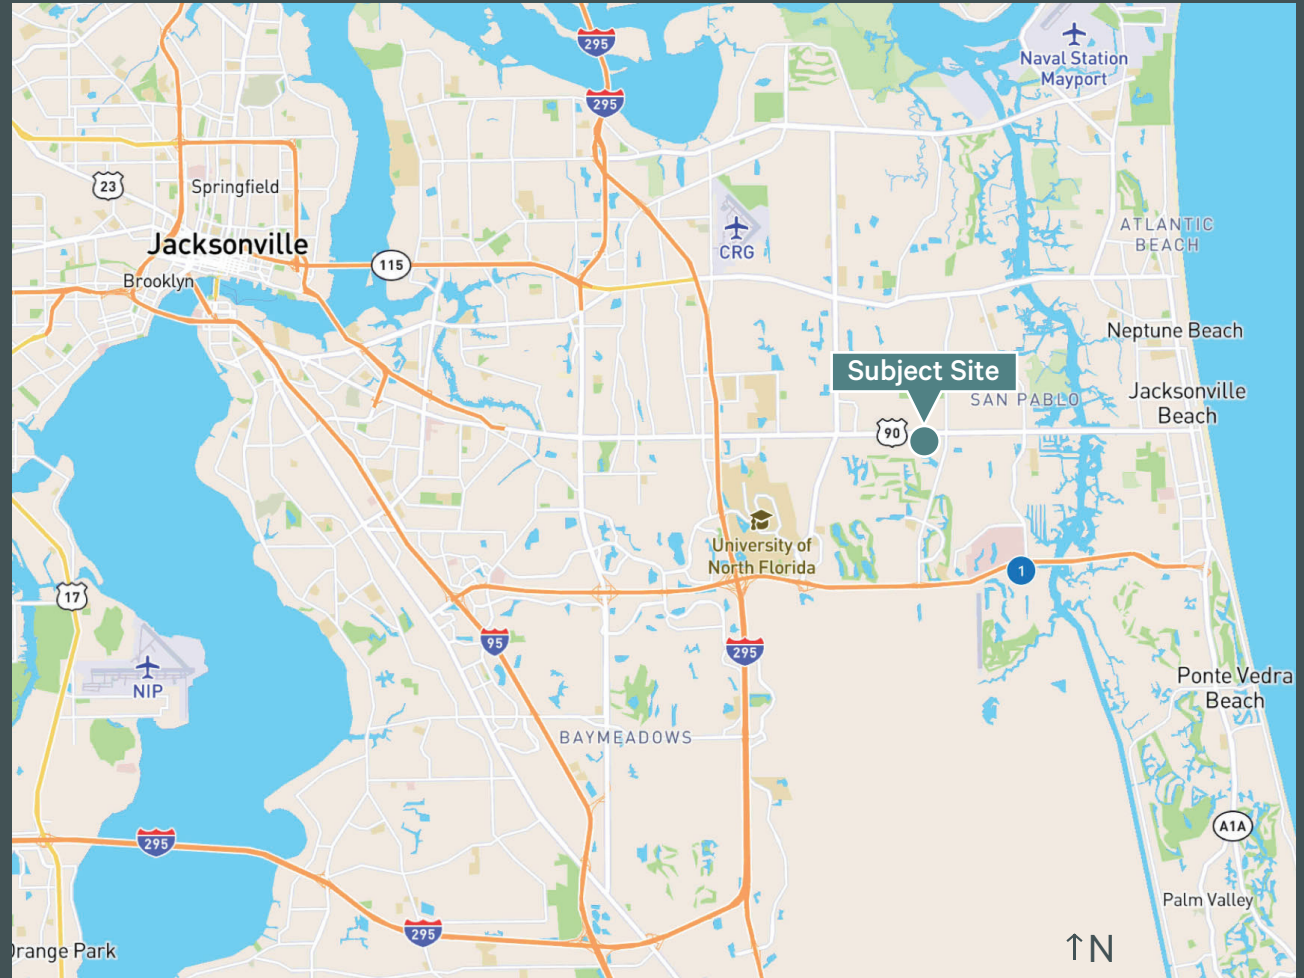 295
Naval Station
Mayport
295
23
Springfield
ATLANTIC
BEACH
Jacksonville
CRG
115
Brooklyn
Neptune Beach
Subject Site
Jacksonville
Beach
SAN PABLO
90
University of
North Florida
1
17
95
295
NIP
Ponte Vedra
Beach
BAYMEADOWS
A1A
295
Palm Valley
295
↑N
range Park